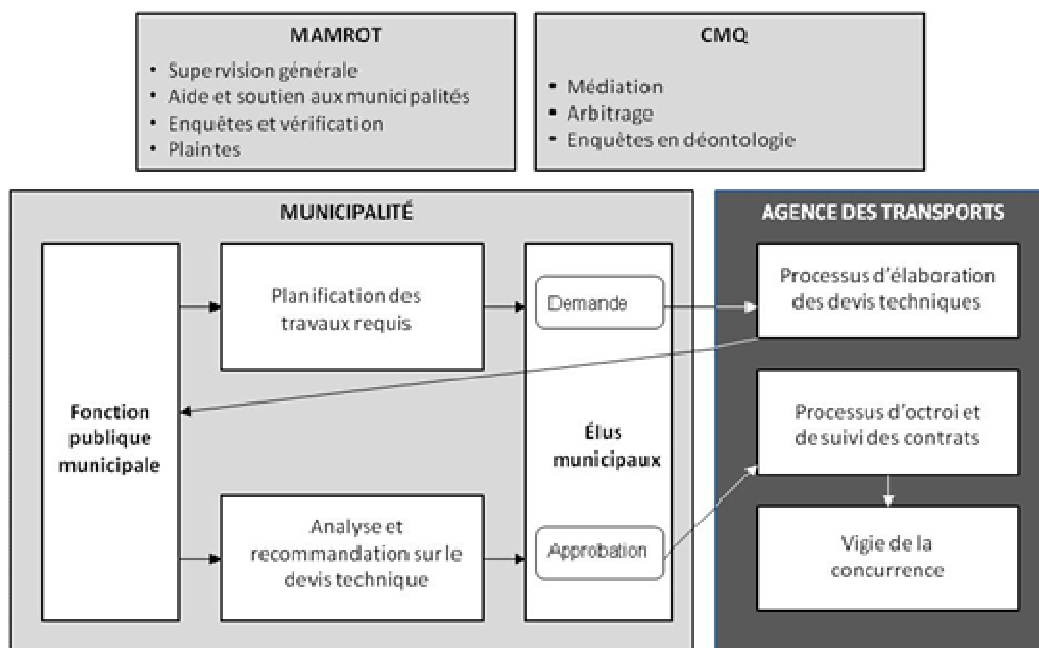 MAMROT
• Supervision générale
• Aide et soutien aux municipalités
• Enquêtes et vérification
• Plaintes
CMQ
• Médiation
• Arbitrage
• Enquêtes en déontologie
MUNICIPALITÉ
Fonction
publique
municipale
Planification des
travaux requis
Analyse et
recommandation sur le
devis technique
Demande
Élus
municipaux
Approbation
AGENCE DES TRANSPORTS
Processus d'élaboration
des devis techniques
Processus d'octroi et
de suivi des contrats
Vigie de la
concurrence